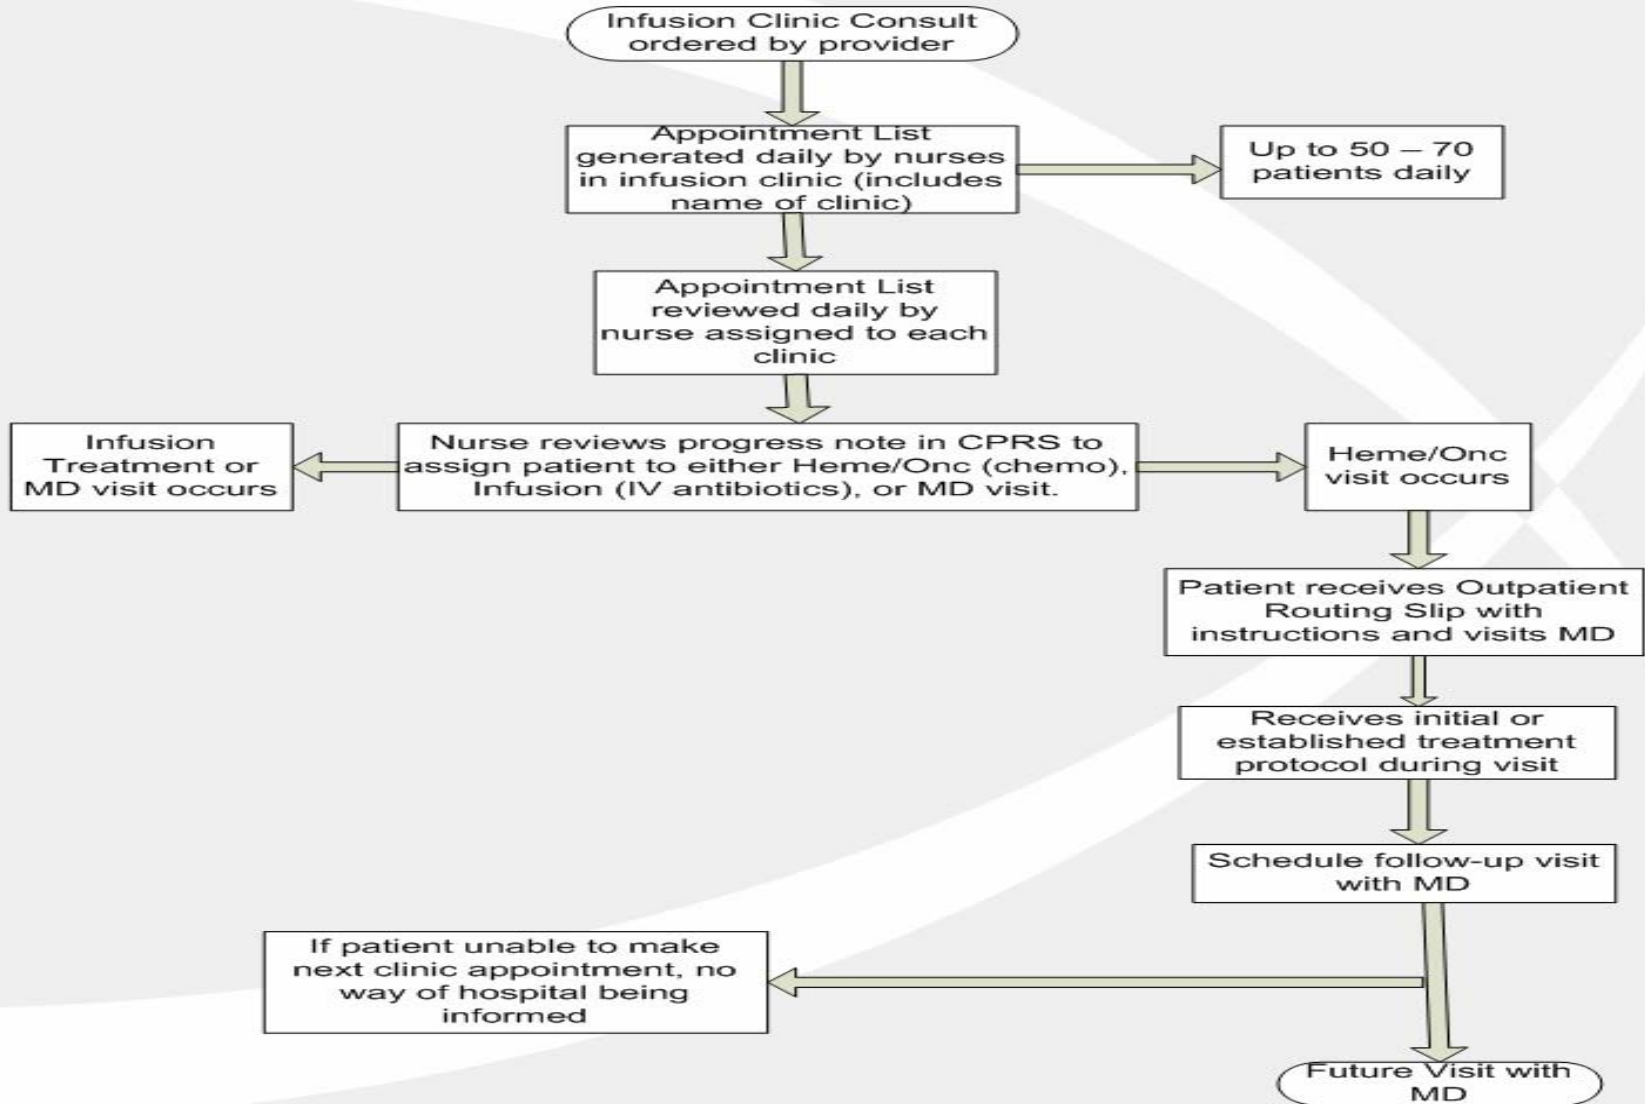 Infusion Clinic Consult
ordered by provider
Appointment List
generated daily by nurses
in infusion clinic (includes
name of clinic)
Up to 50 – 70
patients daily
Appointment List
reviewed daily by
nurse assigned to each
clinic
Infusion
Treatment or
MD visit occurs
Nurse reviews progress note in CPRS to
assign patient to either Heme/Onc (chemo),
Infusion (IV antibiotics), or MD visit.
Heme/Onc
visit occurs
Patient receives Outpatient
Routing Slip with
instructions and visits MD
Receives initial or
established treatment
protocol during visit
Schedule follow-up visit
with MD
If patient unable to make
next clinic appointment, no
way of hospital being
informed
Future Visit with
MD